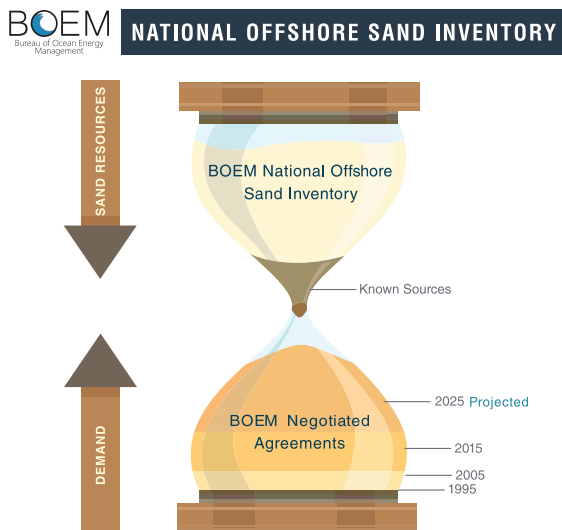 BOEM
Bureau of Ocean Energy
Management
NATIONAL OFFSHORE SAND INVENTORY
SAND RESOURCES
BOEM National Offshore
Sand Inventory
Known Sources
2025 Projected
BOEM Negotiated
Agreements
2015
2005
1995
DEMAND